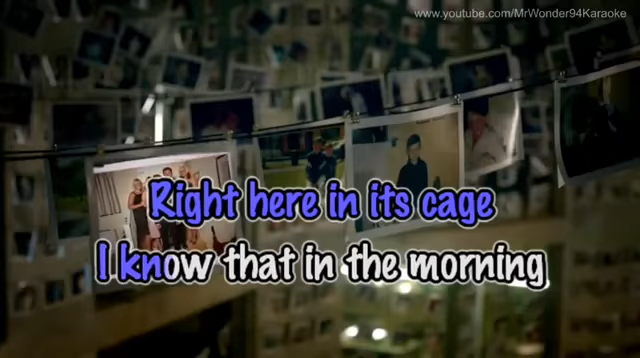 www.youtube.com/MrWonder94Karaoke
Right here in its cage
I know that in the morning